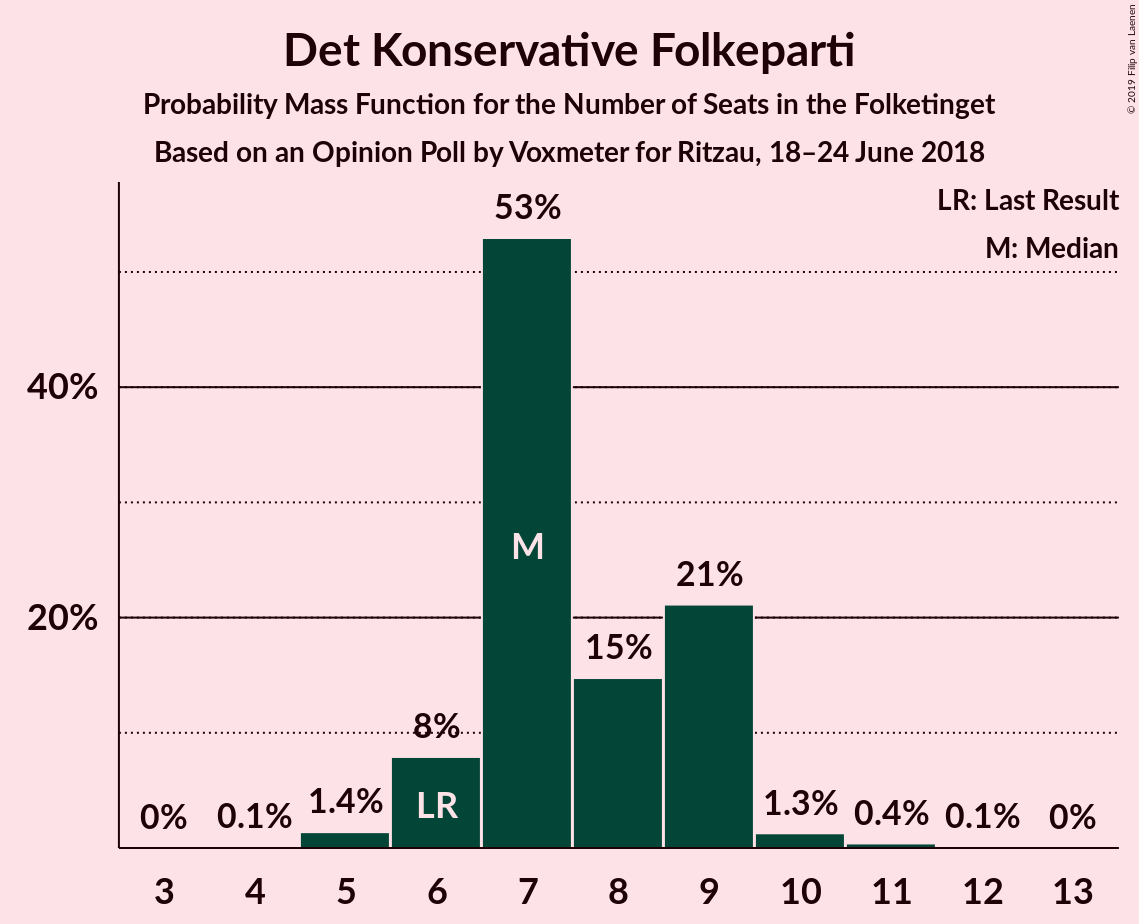 Det Konservative Folkeparti
Probability Mass Function for the Number of Seats in the Folketinget
Based on an Opinion Poll by Voxmeter for Ritzau, 18–24 June 2018
© 2019 Filip van Laenen
LR: Last Result
M: Median
53%
40%
M
21%
20%
15%
8%
LR
0%
0.1%
1.4%
1.3%
0.4%
0.1%
0%
3 4 5 6 7 8 9 10 11 12 13